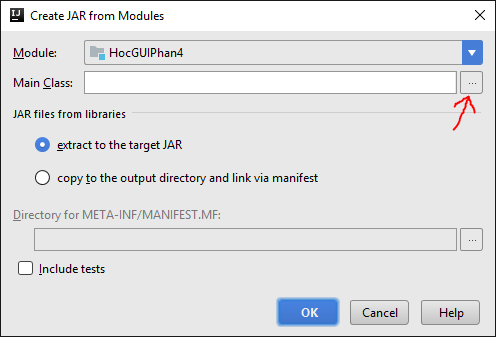 IJ Create JAR from Modules
Module: HocGUIPhan4
Main Class: ...
JAR files from libraries
extract to the target JAR
copy to the output directory and link via manifest
Directory for META-INF/MANIFEST.MF:
...
Include tests
OK Cancel Help